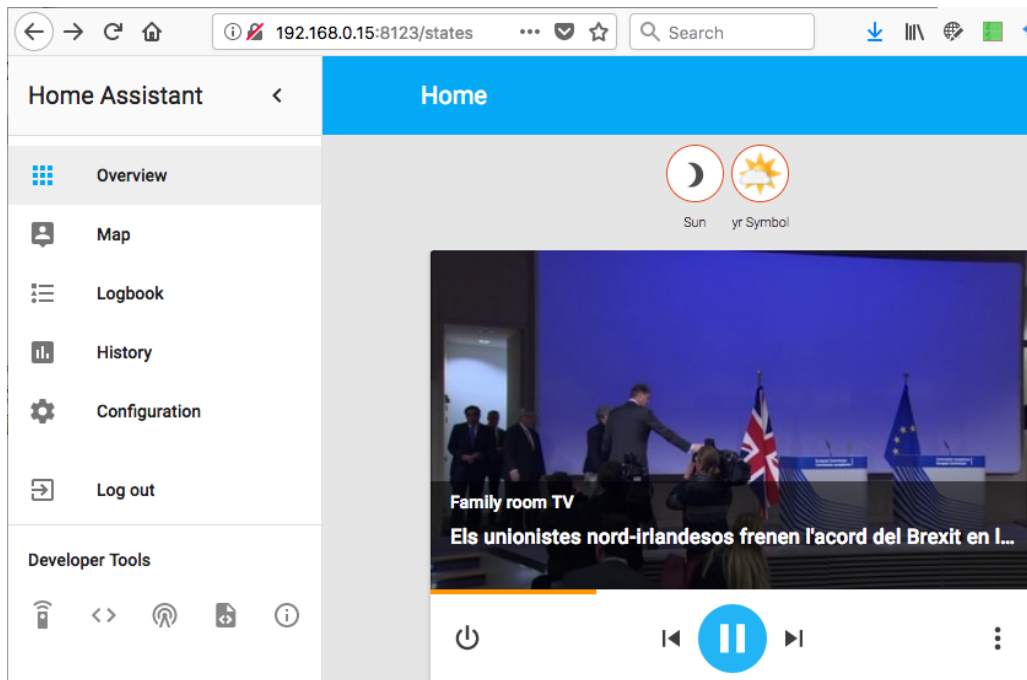 192.168.0.15:8123/states
Search
Home Assistant
Home
Overview
Map
Logbook
History
Configuration
Log out
Developer Tools
Sun
yr Symbol
Family room TV
Els unionistes nord-irlandesos frenen l'acord del Brexit en l...